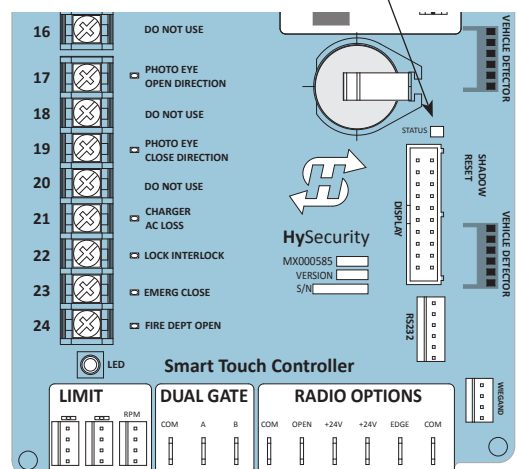 16 DO NOT USE
17 PHOTO EYE
OPEN DIRECTION
18 DO NOT USE
19 PHOTO EYE
CLOSE DIRECTION
20 DO NOT USE
21 CHARGER
AC LOSS
22 LOCK INTERLOCK
23 EMERG CLOSE
24 FIRE DEPT OPEN
LED
VEHICLE DETECTOR
STATUS
SHADOW
RESET
DISPLAY
VEHICLE DETECTOR
RS232
HySecurity
MX000585
VERSION
S/N
Smart Touch Controller
WIEGAND
LIMIT
RPM
DUAL GATE
COM A B
RADIO OPTIONS
COM OPEN +24V +24V EDGE COM